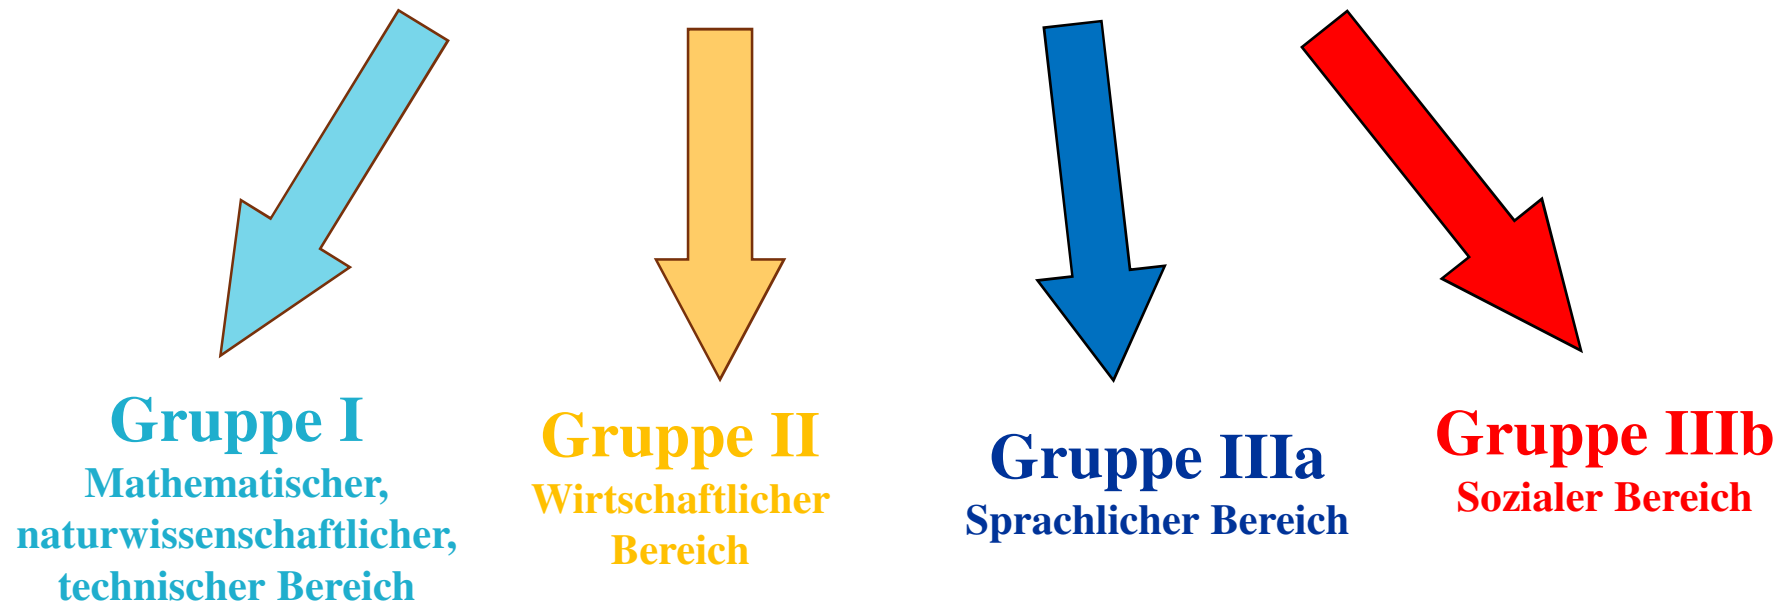 Gruppe I
Mathematischer,
naturwissenschaftlicher,
technischer Bereich
Gruppe II
Wirtschaftlicher
Bereich
Gruppe IIIa
Sprachlicher Bereich
Gruppe IIIb
Sozialer Bereich